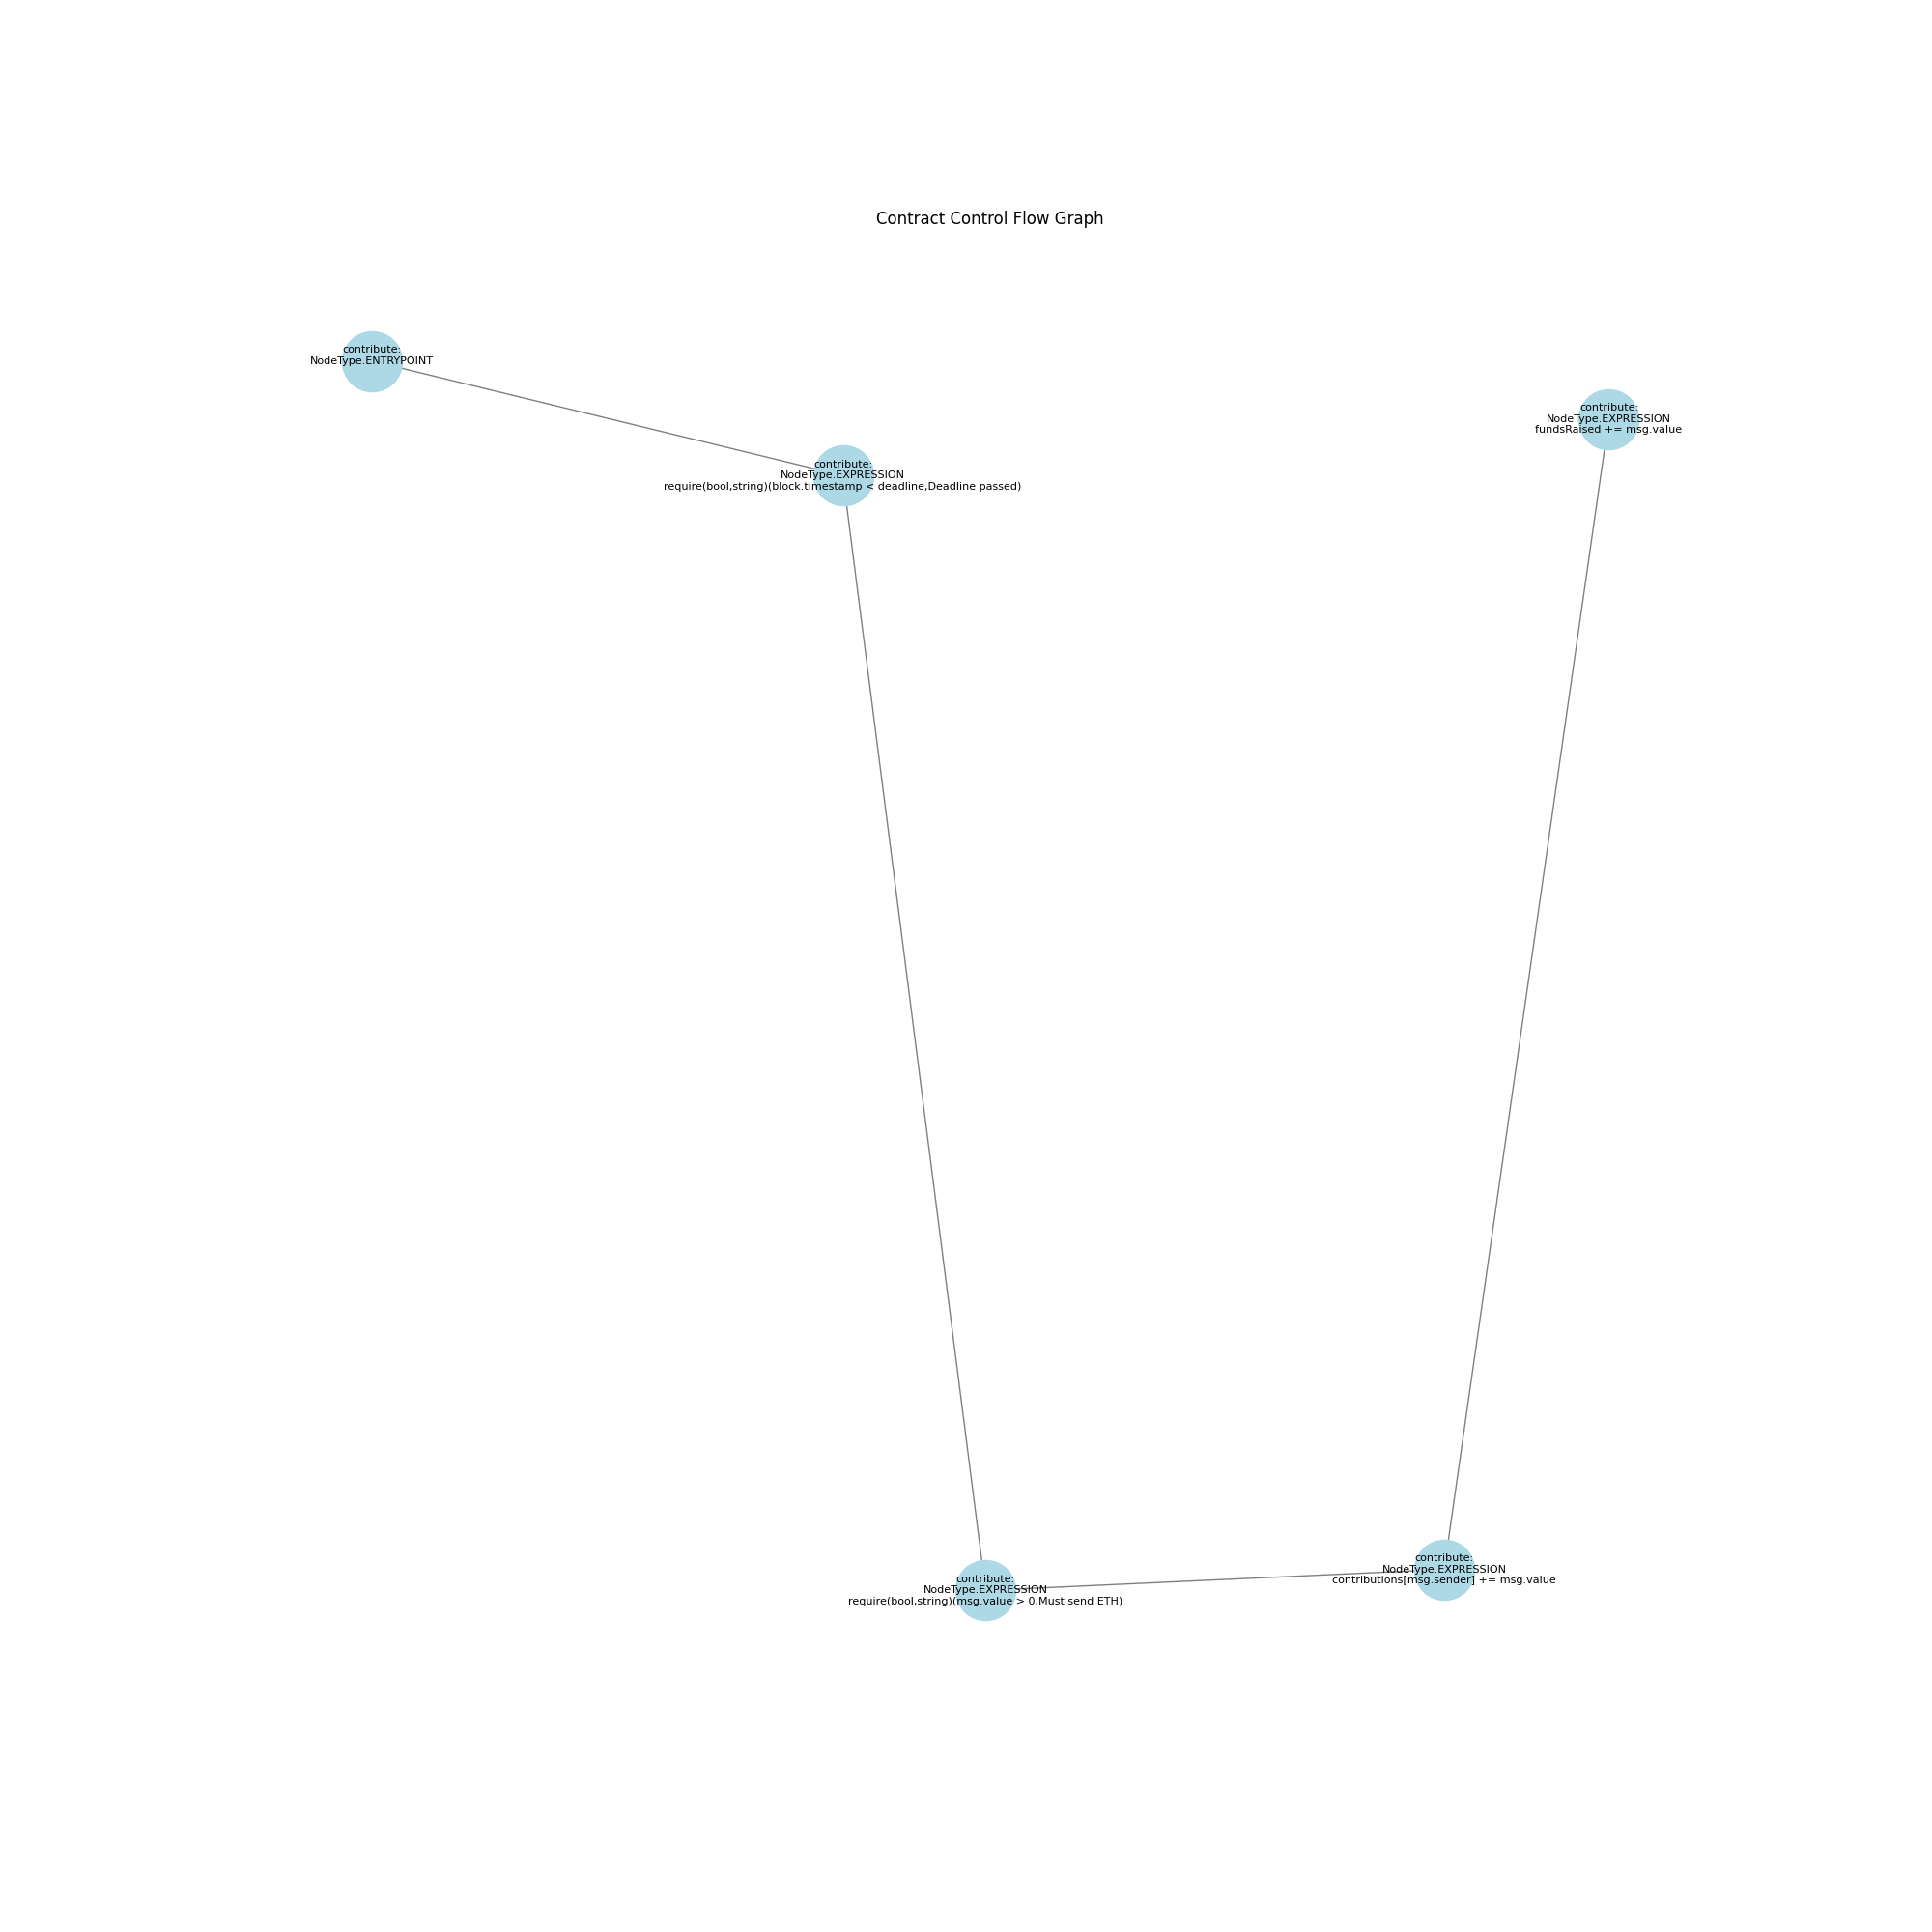 Contract Control Flow Graph
contribute:
NodeType.ENTRYPOINT
contribute:
NodeType.EXPRESSION
fundsRaised += msg.value
contribute:
NodeType.EXPRESSION
require(bool,string)(block.timestamp < deadline,Deadline passed)
contribute:
NodeType.EXPRESSION
contributions[msg.sender] += msg.value
contribute:
NodeType.EXPRESSION
require(bool,string)(msg.value > 0,Must send ETH)